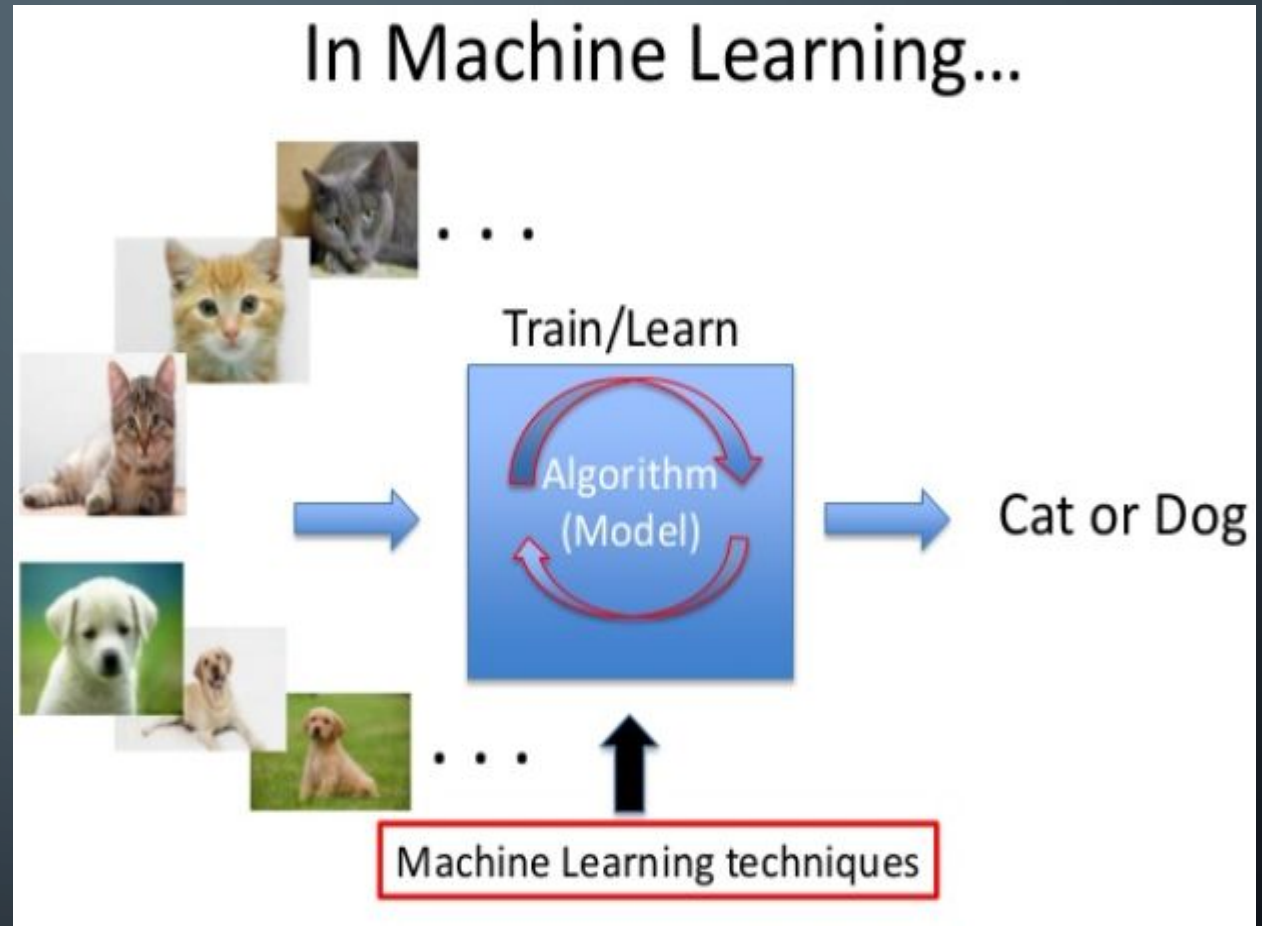 In Machine Learning...
. . .
Train/Learn
Algorithm
(Model)
Cat or Dog
. . .
Machine Learning techniques